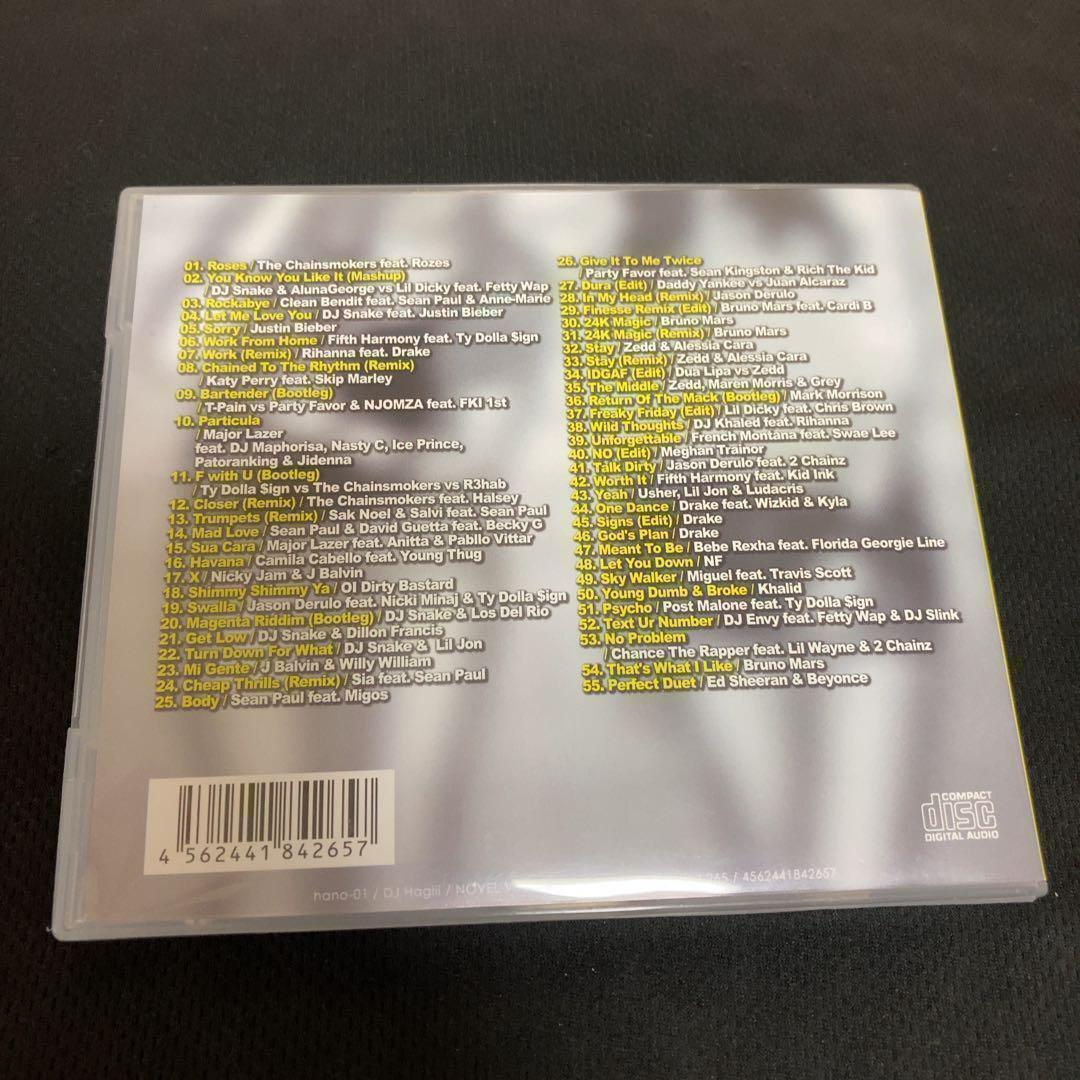 01. Roses / The Chainsmokers feat. Rozes
02. You Know You Like It (Mashup)
/ DJ Snake & AlunaGeorge vs Lil Dicky feat. Fetty Wap
03. Rockabye / Clean Bendit feat. Sean Paul & Anne-Marie
04. Let Me Love You / DJ Snake feat. Justin Bieber
05. Sorry / Justin Bieber
06. Work From Home / Fifth Harmony feat. Ty Dolla $ign
07. Work (Remix) / Rihanna feat. Drake
08. Chained To The Rhythm (Remix)
/ Katy Perry feat. Skip Marley
09. Bartender (Bootleg)
/ T-Pain vs Party Favor & NJOMZA feat. FKI 1st
10. Particula
/ Major Lazer
feat. DJ Maphorisa, Nasty C, Ice Prince,
Patoranking & Jidenna
11. F with U (Bootleg)
/ Ty Dolla $ign vs The Chainsmokers vs R3hab
12. Closer (Remix) / The Chainsmokers feat. Halsey
13. Trumpets (Remix) / Sak Noel & Salvi feat. Sean Paul
14. Mad Love / Sean Paul & David Guetta feat. Becky G
15. Sua Cara / Major Lazer feat. Anitta & Pabllo Vittar
16. Havana / Camila Cabello feat. Young Thug
17. X / Nicky Jam & J Balvin
18. Shimmy Shimmy Ya / Ol Dirty Bastard
19. Swalla / Jason Derulo feat. Nicki Minaj & Ty Dolla $ign
20. Magenta Riddim (Bootleg) / DJ Snake & Los Del Rio
21. Get Low / DJ Snake & Dillon Francis
22. Turn Down For What / DJ Snake & Lil Jon
23. Mi Gente / J Balvin & Willy William
24. Cheap Thrills (Remix) / Sia feat. Sean Paul
25. Body / Sean Paul feat. Migos
26. Give It To Me Twice
/ Party Favor feat. Sean Kingston & Rich The Kid
27. Dura (Edit) / Daddy Yankee vs Juan Alcaraz
28. In My Head (Remix) / Jason Derulo
29. Finesse Remix (Edit) / Bruno Mars feat. Cardi B
30. 24K Magic / Bruno Mars
31. 24K Magic (Remix) / Bruno Mars
32. Stay / Zedd & Alessia Cara
33. Stay (Remix) / Zedd & Alessia Cara
34. IDGAF (Edit) / Dua Lipa vs Zedd
35. The Middle / Zedd, Maren Morris & Grey
36. Return Of The Mack (Bootleg) / Mark Morrison
37. Freaky Friday (Edit) / Lil Dicky feat. Chris Brown
38. Wild Thoughts / DJ Khaled feat. Rihanna
39. Unforgettable / French Montana feat. Swae Lee
40. NO (Edit) / Meghan Trainor
41. Talk Dirty / Jason Derulo feat. 2 Chainz
42. Worth It / Fifth Harmony feat. Kid Ink
43. Yeah / Usher, Lil Jon & Ludacris
44. One Dance / Drake feat. Wizkid & Kyla
45. Signs (Edit) / Drake
46. God's Plan / Drake
47. Meant To Be / Bebe Rexha feat. Florida Georgie Line
48. Let You Down / NF
49. Sky Walker / Miguel feat. Travis Scott
50. Young Dumb & Broke / Khalid
51. Psycho / Post Malone feat. Ty Dolla $ign
52. Text Ur Number / DJ Envy feat. Fetty Wap & DJ Slink
53. No Problem
/ Chance The Rapper feat. Lil Wayne & 2 Chainz
54. That's What I Like / Bruno Mars
55. Perfect Duet / Ed Sheeran & Beyonce
COMPACT
disc
DIGITAL AUDIO
4 562441 842657
hano-01 / DJ Haglil / NOVEL / 4562441842657